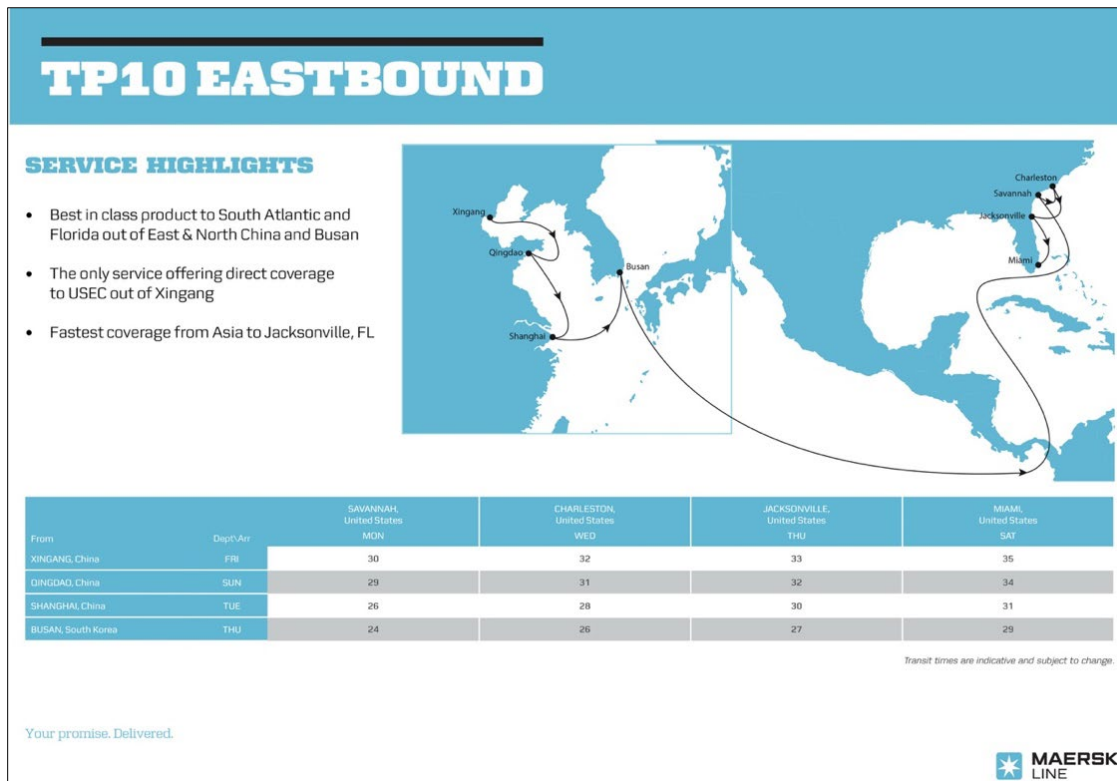 TP10 EASTBOUND
SERVICE HIGHLIGHTS
• Best in class product to South Atlantic and
Florida out of East & North China and Busan
• The only service offering direct coverage
to USEC out of Xingang
• Fastest coverage from Asia to Jacksonville, FL
Xingang
Qingdao
Shanghai
Busan
Charleston
Savannah
Jacksonville
Miami
From Dept\Arr SAVANNAH, United States MON CHARLESTON, United States WED JACKSONVILLE, United States THU MIAMI, United States SAT
XINGANG, China FRI 30 32 33 35
QINGDAO, China SUN 29 31 32 34
SHANGHAI, China TUE 26 28 30 31
BUSAN, South Korea THU 24 26 27 29
Transit times are indicative and subject to change.
Your promise. Delivered.
MAERSK
LINE